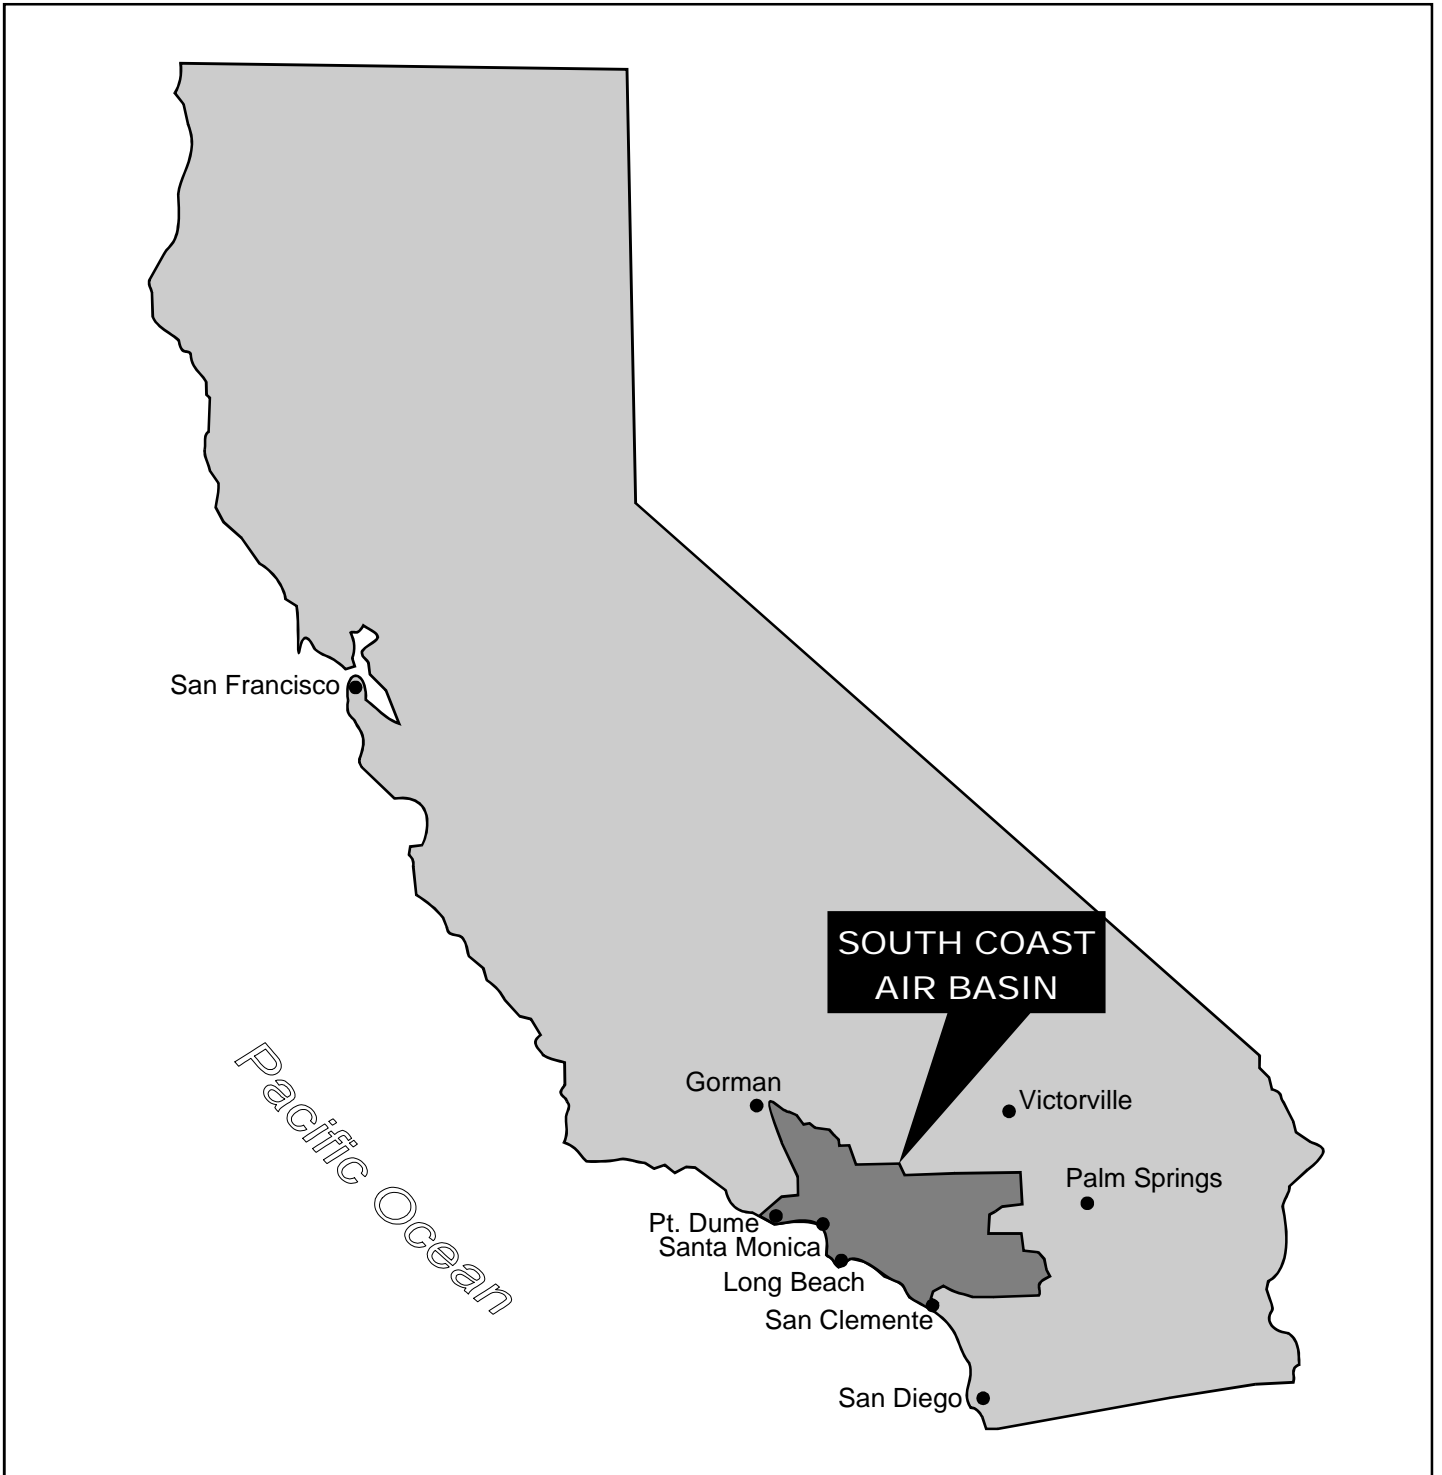 San Francisco
SOUTH COAST
AIR BASIN
Pacific Ocean
Gorman
Victorville
Palm Springs
Pt. Dume
Santa Monica
Long Beach
San Clemente
San Diego